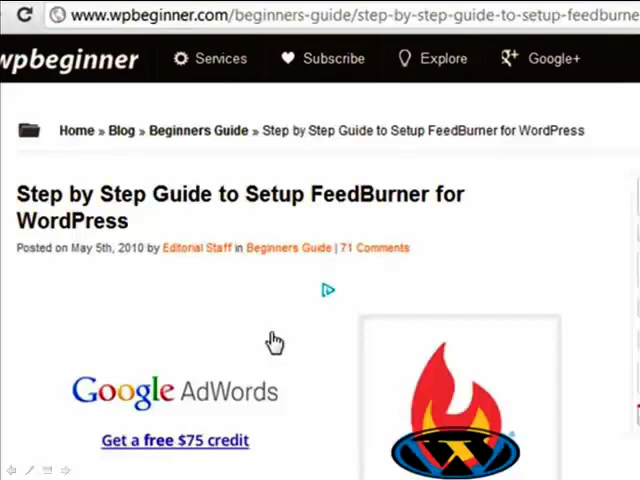 www.wpbeginner.com/beginners-guide/step-by-step-guide-to-setup-feedburne
wpbeginner Services Subscribe Explore Google+
Home » Blog » Beginners Guide » Step by Step Guide to Setup FeedBurner for WordPress
Step by Step Guide to Setup FeedBurner for
WordPress
Posted on May 5th, 2010 by Editorial Staff in Beginners Guide | 71 Comments
Google AdWords
Get a free $75 credit